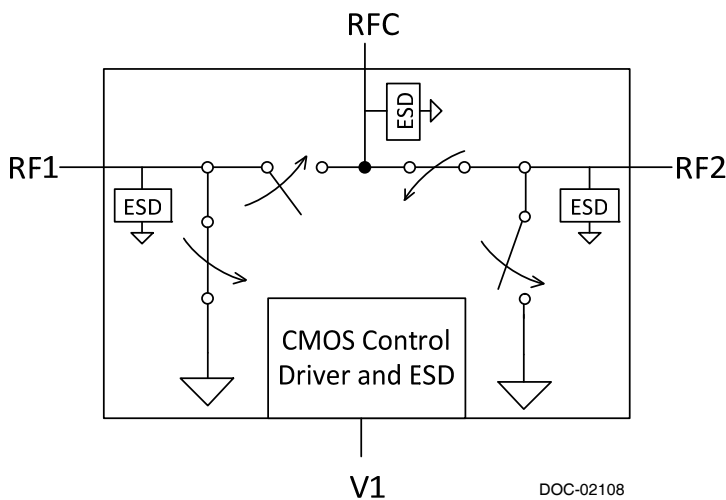 RFC
ESD
RF1
RF2
ESD
ESD
CMOS Control
Driver and ESD
V1
DOC-02108